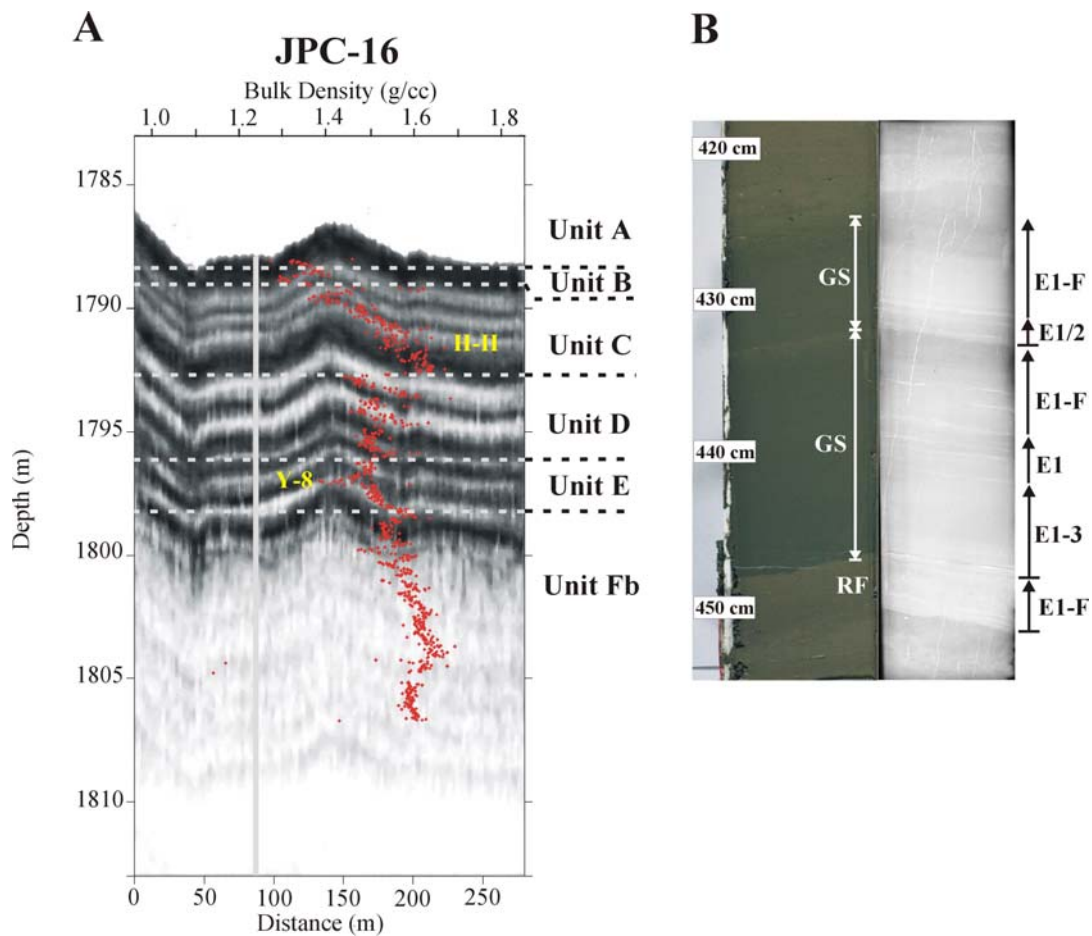 A
JPC-16
Bulk Density (g/cc)
1.0 1.2 1.4 1.6 1.8
1785
1790
1795
1800
1805
1810
Depth (m)
H-H
Y-8
0 50 100 150 200 250
Distance (m)
Unit A
Unit B
Unit C
Unit D
Unit E
Unit Fb
B
420 cm
430 cm
440 cm
450 cm
GS
GS
RF
E1-F
E1/2
E1-F
E1
E1-3
E1-F